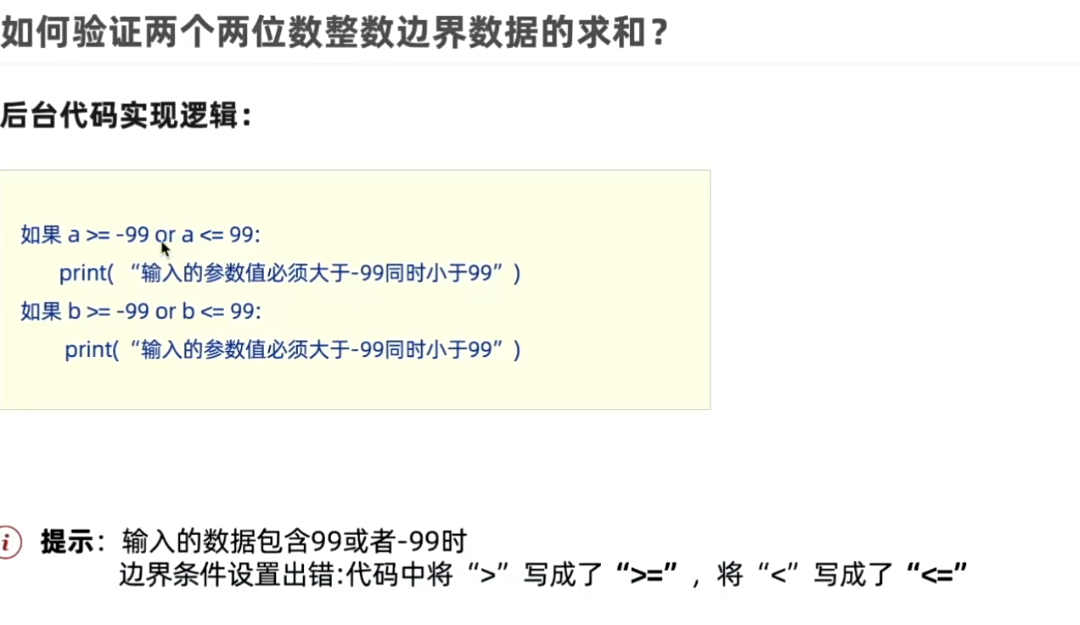 如何验证两个两位数整数边界数据的求和？
后台代码实现逻辑：
如果 a >= -99 or a <= 99:
print( “输入的参数值必须大于-99同时小于99” )
如果 b >= -99 or b <= 99:
print( “输入的参数值必须大于-99同时小于99” )
i 提示：输入的数据包含99或者-99时
边界条件设置出错:代码中将“>”写成了“>=”，将“<”写成了“<=”